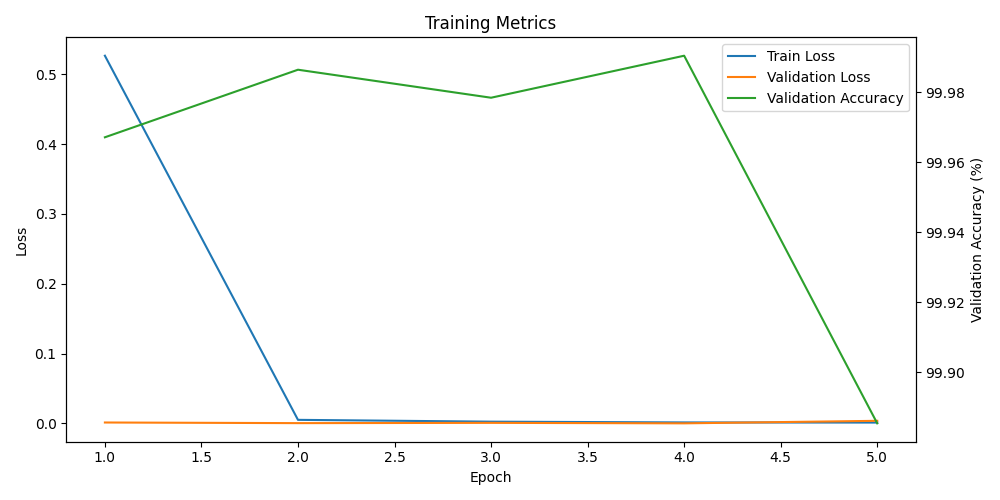 Training Metrics
Train Loss
Validation Loss
Validation Accuracy
0.5
0.4
0.3
0.2
0.1
0.0
Loss
99.98
99.96
99.94
99.92
99.90
Validation Accuracy (%)
1.0 1.5 2.0 2.5 3.0 3.5 4.0 4.5 5.0
Epoch